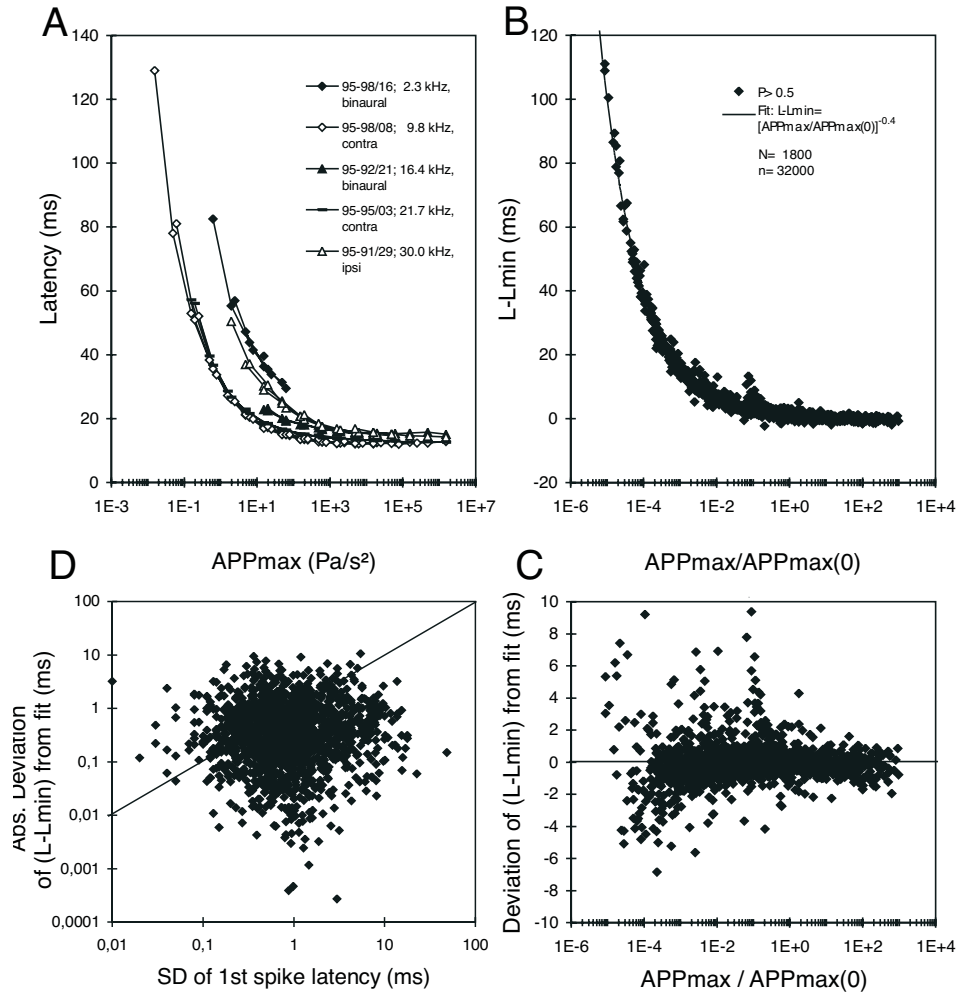 A
140
120
100
80
60
40
20
0
Latency (ms)
95-98/16; 2.3 kHz,
binaural
95-98/08; 9.8 kHz,
contra
95-92/21; 16.4 kHz,
binaural
95-95/03; 21.7 kHz,
contra
95-91/29; 30.0 kHz,
ipsi
1E-3 1E-1 1E+1 1E+3 1E+5 1E+7
APPmax (Pa/s²)
B
120
100
80
60
40
20
0
-20
L-Lmin (ms)
P> 0.5
Fit: L-Lmin=
[APPmax/APPmax(0)]-0.4
N= 1800
n= 32000
1E-6 1E-4 1E-2 1E+0 1E+2 1E+4
APPmax/APPmax(0)
D
100
10
1
0,1
0,01
0,001
0,0001
Abs. Deviation
of (L-Lmin) from fit (ms)
0,01 0,1 1 10 100
SD of 1st spike latency (ms)
C
10
8
6
4
2
0
-2
-4
-6
-8
-10
Deviation of (L-Lmin) from fit (ms)
1E-6 1E-4 1E-2 1E+0 1E+2 1E+4
APPmax / APPmax(0)